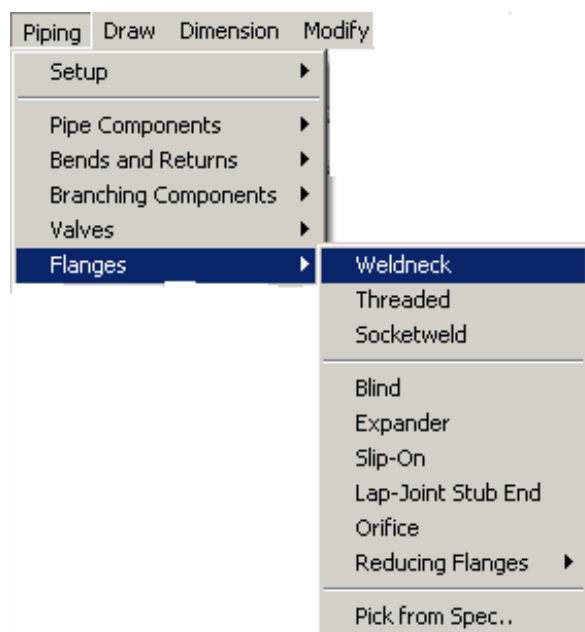 Piping Draw Dimension Modify
Setup
Pipe Components
Bends and Returns
Branching Components
Valves
Flanges
Weldneck
Threaded
Socketweld
Blind
Expander
Slip-On
Lap-Joint Stub End
Orifice
Reducing Flanges
Pick from Spec..